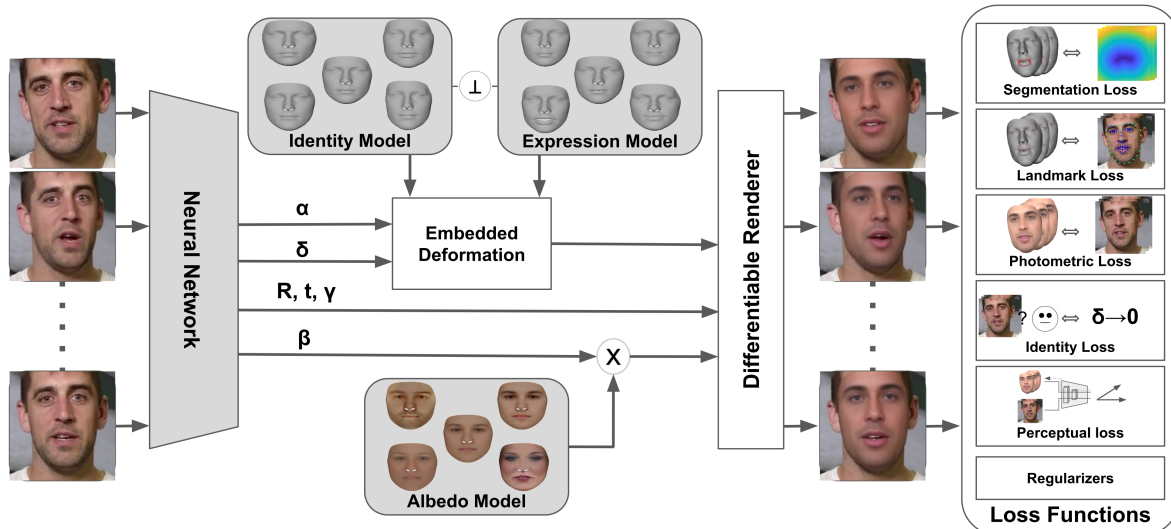 Identity Model
⊥
Expression Model
Neural Network
α
δ
R, t, γ
β
Embedded
Deformation
X
Albedo Model
Differentiable Renderer
⇔
Segmentation Loss
⇔
Landmark Loss
⇔
Photometric Loss
? ⇔ δ→0
Identity Loss
Perceptual loss
Regularizers
Loss Functions